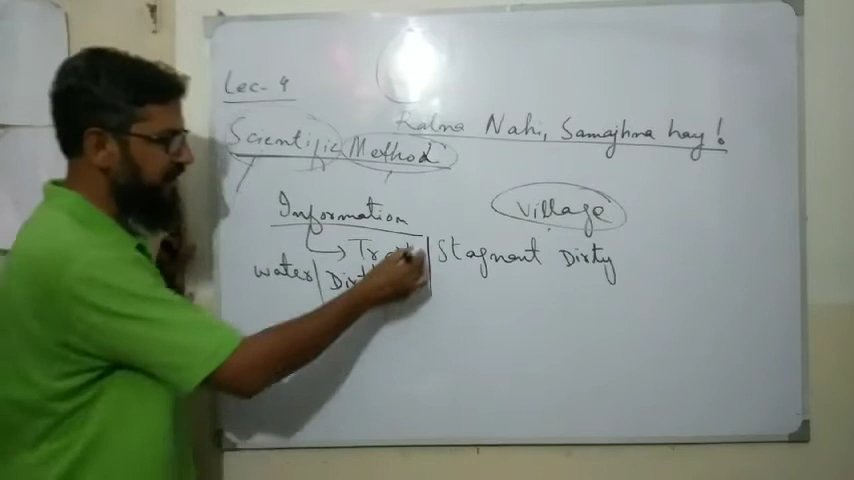 Lec-4
Ratna Nahi, Samajhna hay!
Scientific Method
Information
Village
Stagnant Dirty
water